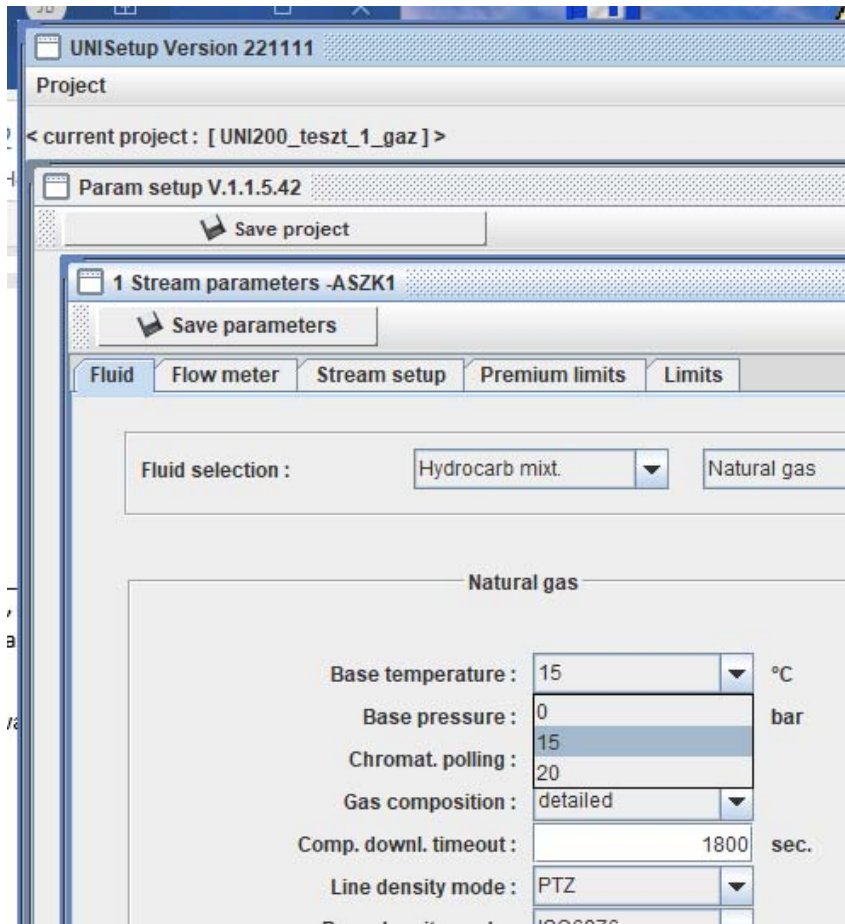 UNISetup Version 221111
Project
< current project : [ UNI200_teszt_1_gaz ] >
Param setup V.1.1.5.42
Save project
1 Stream parameters -ASZK1
Save parameters
Fluid Flow meter Stream setup Premium limits Limits
Fluid selection : Hydrocarb mixt. Natural gas
Natural gas
Base temperature : 15 °C
Base pressure : 0 bar
15
Chromat. polling :
20
Gas composition : detailed
Comp. downl. timeout : 1800 sec.
Line density mode : PTZ